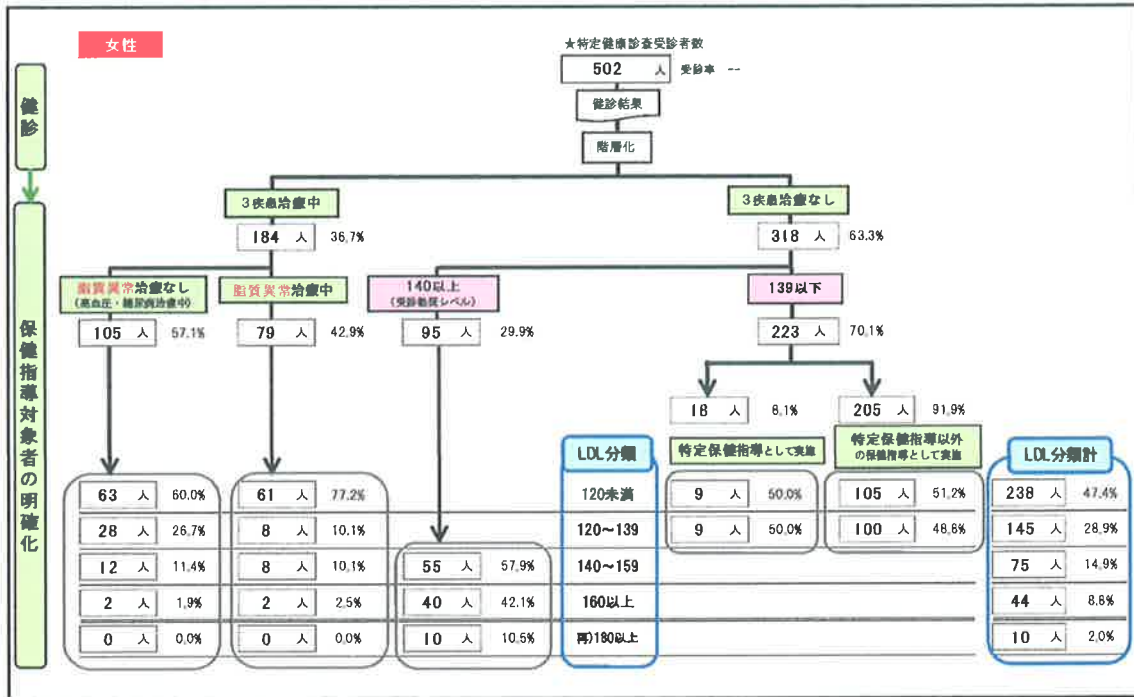 女性
★特定健康診査受診者数
502 人 受診率 --
健診
健診結果
階層化
3疾患治療中
3疾患治療なし
184 人 36.7%
318 人 63.3%
脂質異常治療なし
(高血圧・糖尿病治療中)
脂質異常治療中
140以上
(受診勧奨レベル)
139以下
105 人 57.1%
79 人 42.9%
95 人 29.9%
223 人 70.1%
保健指導対象者の明確化
18 人 8.1%
205 人 91.9%
LDL分類
特定保健指導として実施
特定保健指導以外
の保健指導として実施
LDL分類計
63 人 60.0%
61 人 77.2%
120未満
9 人 50.0%
105 人 51.2%
238 人 47.4%
28 人 26.7%
8 人 10.1%
120～139
9 人 50.0%
100 人 48.8%
145 人 28.9%
12 人 11.4%
8 人 10.1%
55 人 57.9%
140～159
75 人 14.9%
2 人 1.9%
2 人 2.5%
40 人 42.1%
160以上
44 人 8.8%
0 人 0.0%
0 人 0.0%
10 人 10.5%
再)180以上
10 人 2.0%